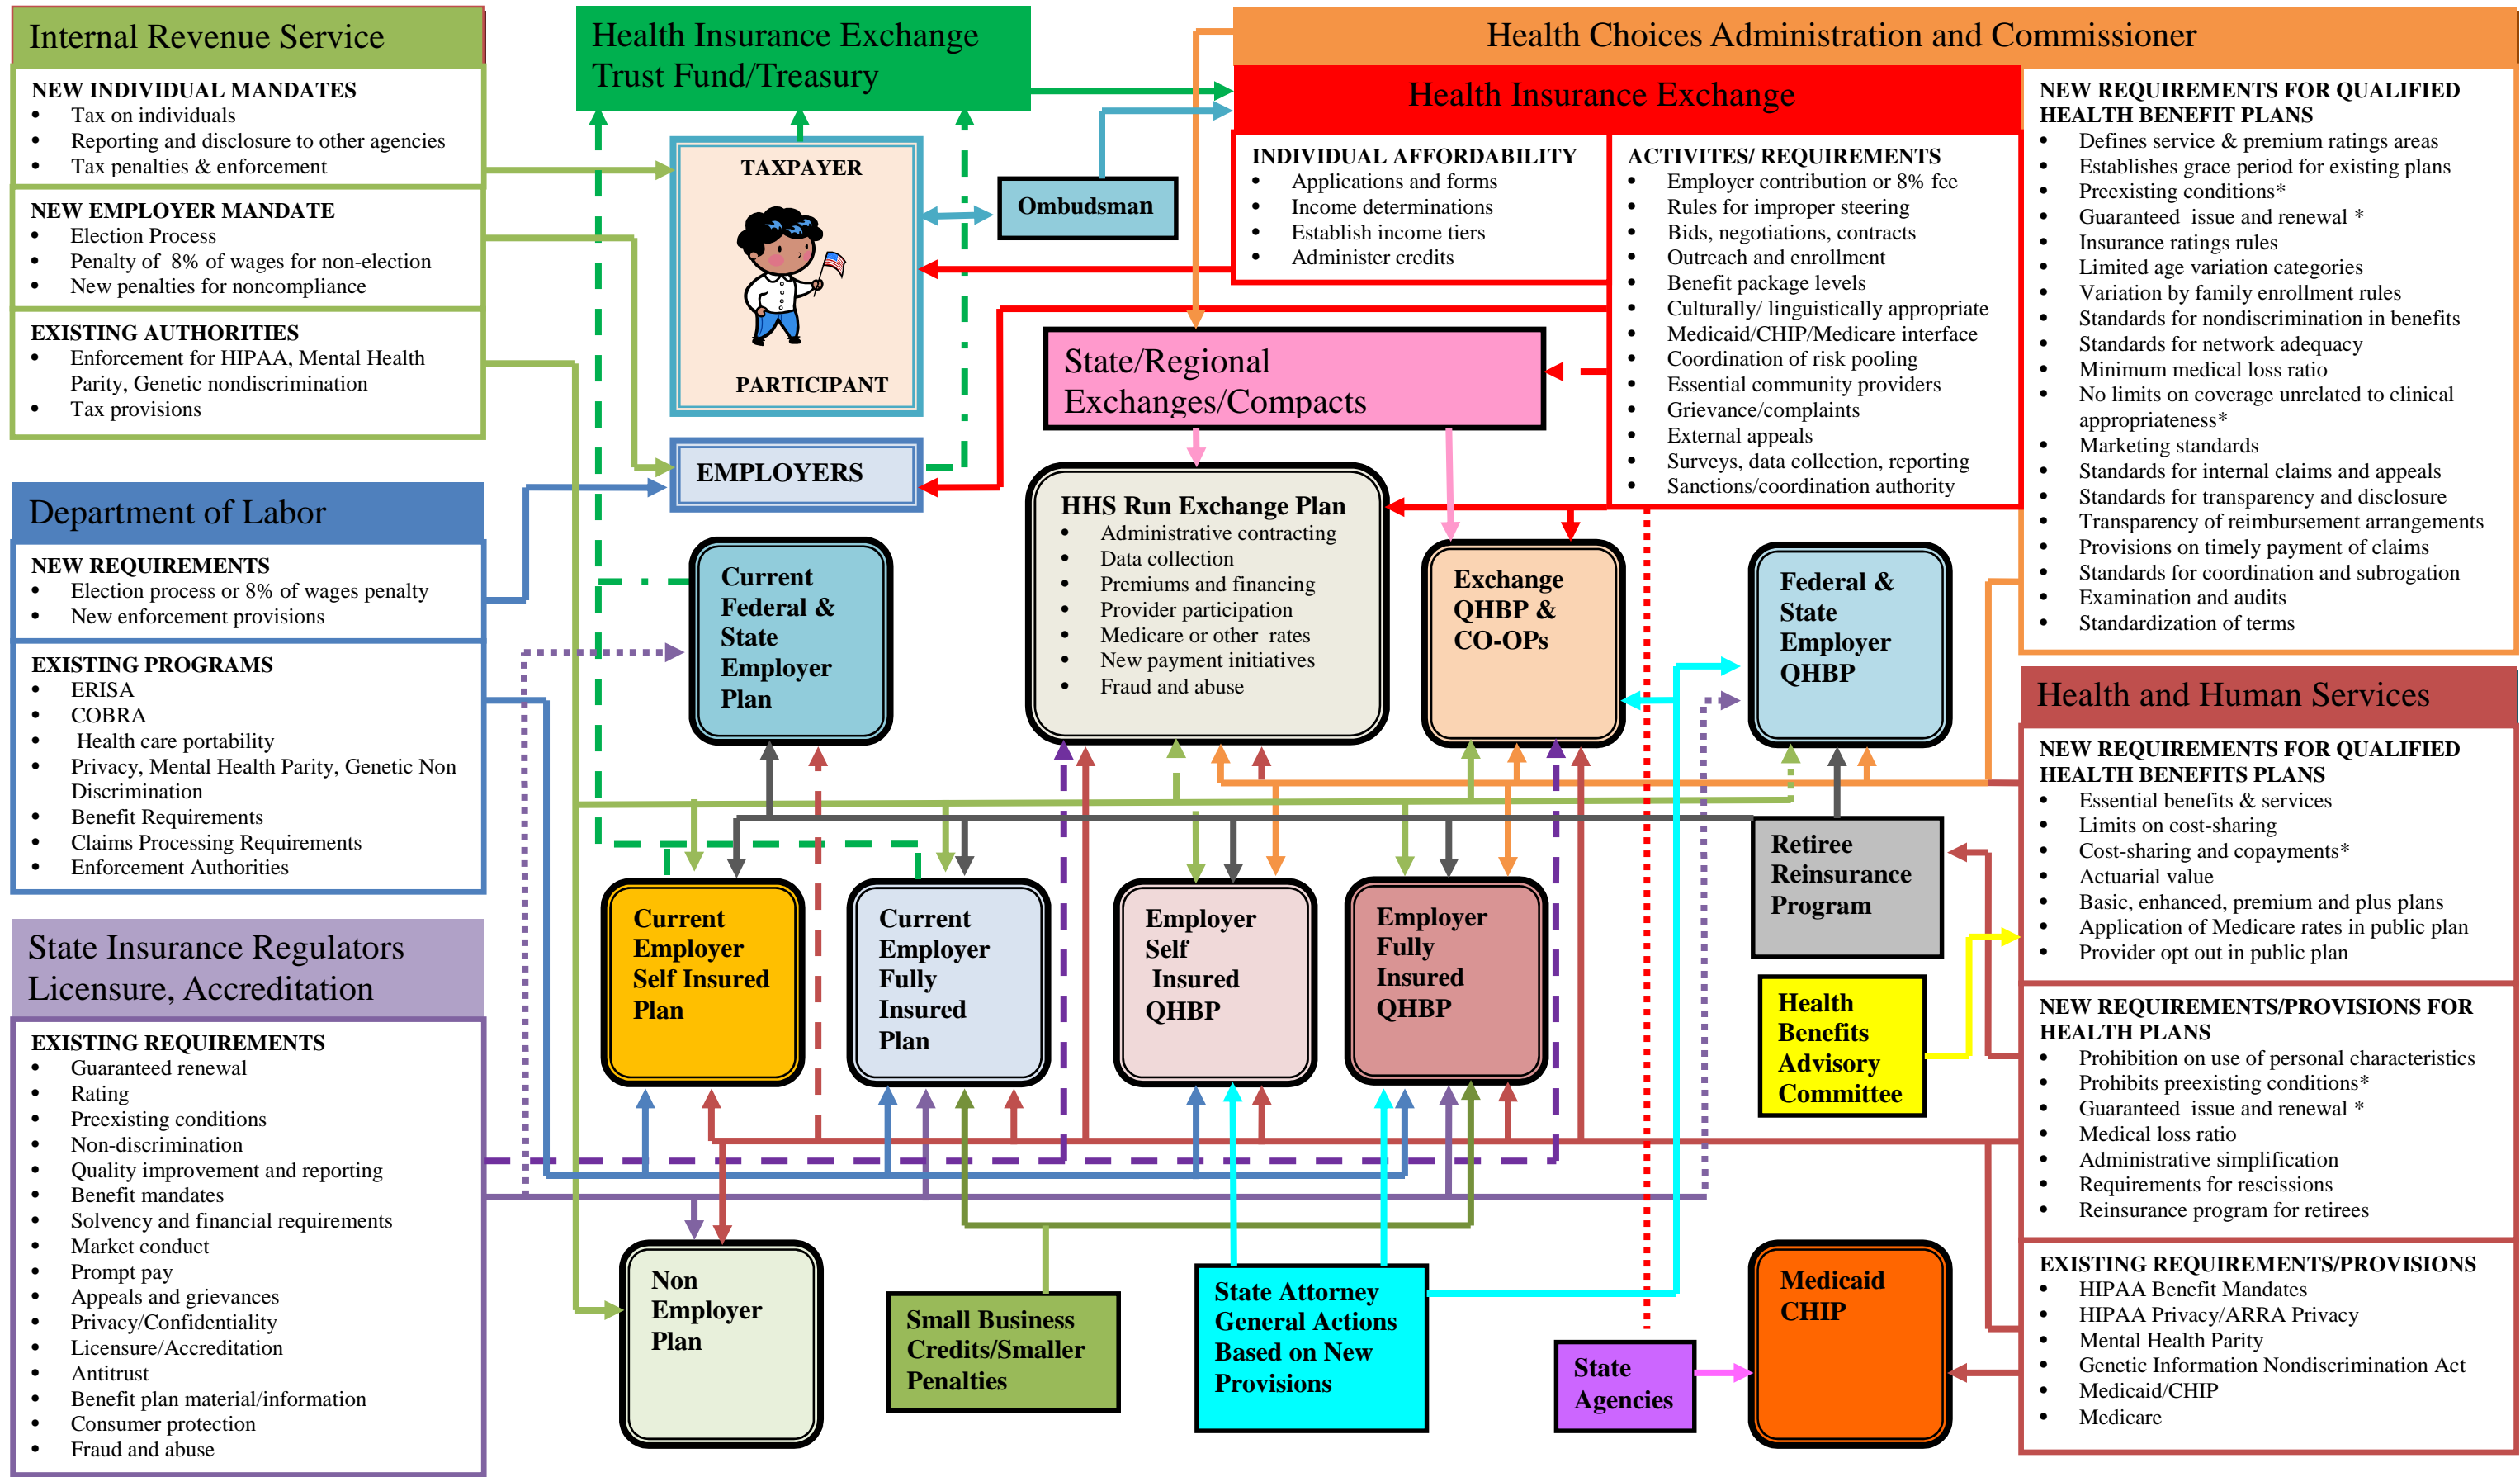 Internal Revenue Service
NEW INDIVIDUAL MANDATES
• Tax on individuals
• Reporting and disclosure to other agencies
• Tax penalties & enforcement
NEW EMPLOYER MANDATE
• Election Process
• Penalty of 8% of wages for non-election
• New penalties for noncompliance
EXISTING AUTHORITIES
• Enforcement for HIPAA, Mental Health
Parity, Genetic nondiscrimination
• Tax provisions
Department of Labor
NEW REQUIREMENTS
• Election process or 8% of wages penalty
• New enforcement provisions
EXISTING PROGRAMS
• ERISA
• COBRA
• Health care portability
• Privacy, Mental Health Parity, Genetic Non
Discrimination
• Benefit Requirements
• Claims Processing Requirements
• Enforcement Authorities
State Insurance Regulators
Licensure, Accreditation
EXISTING REQUIREMENTS
• Guaranteed renewal
• Rating
• Preexisting conditions
• Non-discrimination
• Quality improvement and reporting
• Benefit mandates
• Solvency and financial requirements
• Market conduct
• Prompt pay
• Appeals and grievances
• Privacy/Confidentiality
• Licensure/Accreditation
• Antitrust
• Benefit plan material/information
• Consumer protection
• Fraud and abuse
Health Insurance Exchange
Trust Fund/Treasury
TAXPAYER
PARTICIPANT
EMPLOYERS
Ombudsman
Health Choices Administration and Commissioner
Health Insurance Exchange
INDIVIDUAL AFFORDABILITY
• Applications and forms
• Income determinations
• Establish income tiers
• Administer credits
ACTIVITES/ REQUIREMENTS
• Employer contribution or 8% fee
• Rules for improper steering
• Bids, negotiations, contracts
• Outreach and enrollment
• Benefit package levels
• Culturally/ linguistically appropriate
• Medicaid/CHIP/Medicare interface
• Coordination of risk pooling
• Essential community providers
• Grievance/complaints
• External appeals
• Surveys, data collection, reporting
• Sanctions/coordination authority
NEW REQUIREMENTS FOR QUALIFIED
HEALTH BENEFIT PLANS
• Defines service & premium ratings areas
• Establishes grace period for existing plans
• Preexisting conditions*
• Guaranteed issue and renewal *
• Insurance ratings rules
• Limited age variation categories
• Variation by family enrollment rules
• Standards for nondiscrimination in benefits
• Standards for network adequacy
• Minimum medical loss ratio
• No limits on coverage unrelated to clinical
appropriateness*
• Marketing standards
• Standards for internal claims and appeals
• Standards for transparency and disclosure
• Transparency of reimbursement arrangements
• Provisions on timely payment of claims
• Standards for coordination and subrogation
• Examination and audits
• Standardization of terms
State/Regional
Exchanges/Compacts
HHS Run Exchange Plan
• Administrative contracting
• Data collection
• Premiums and financing
• Provider participation
• Medicare or other rates
• New payment initiatives
• Fraud and abuse
Current
Federal &
State
Employer
Plan
Exchange
QHBP &
CO-OPs
Federal &
State
Employer
QHBP
Current
Employer
Self Insured
Plan
Current
Employer
Fully
Insured
Plan
Employer
Self
Insured
QHBP
Employer
Fully
Insured
QHBP
Retiree
Reinsurance
Program
Health
Benefits
Advisory
Committee
Non
Employer
Plan
Small Business
Credits/Smaller
Penalties
State Attorney
General Actions
Based on New
Provisions
State
Agencies
Medicaid
CHIP
Health and Human Services
NEW REQUIREMENTS FOR QUALIFIED
HEALTH BENEFITS PLANS
• Essential benefits & services
• Limits on cost-sharing
• Cost-sharing and copayments*
• Actuarial value
• Basic, enhanced, premium and plus plans
• Application of Medicare rates in public plan
• Provider opt out in public plan
NEW REQUIREMENTS/PROVISIONS FOR
HEALTH PLANS
• Prohibition on use of personal characteristics
• Prohibits preexisting conditions*
• Guaranteed issue and renewal *
• Medical loss ratio
• Administrative simplification
• Requirements for rescissions
• Reinsurance program for retirees
EXISTING REQUIREMENTS/PROVISIONS
• HIPAA Benefit Mandates
• HIPAA Privacy/ARRA Privacy
• Mental Health Parity
• Genetic Information Nondiscrimination Act
• Medicaid/CHIP
• Medicare